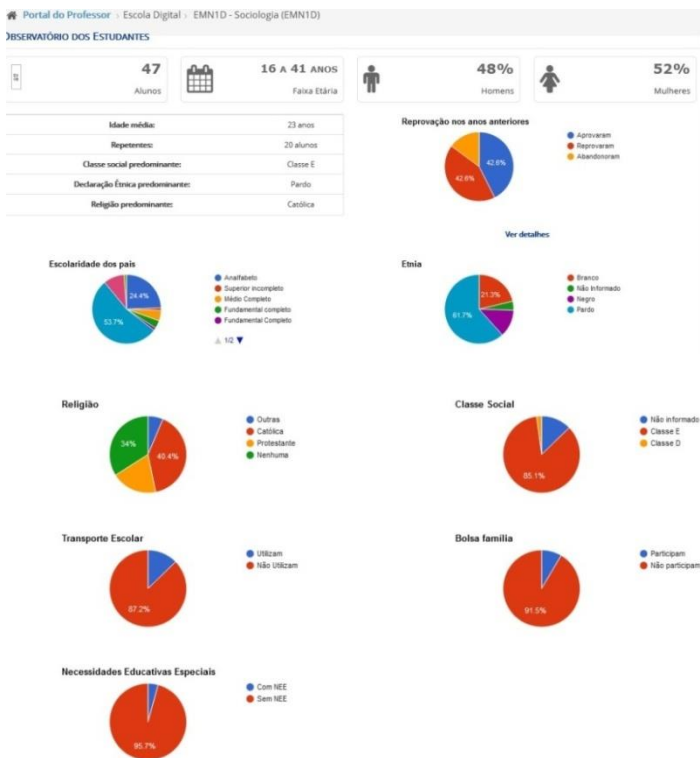 Portal do Professor › Escola Digital › EMN1D - Sociologia (EMN1D)
OBSERVATÓRIO DOS ESTUDANTES
47
Alunos
16 A 41 ANOS
Faixa Etária
48%
Homens
52%
Mulheres
Idade média: 23 anos
Repetentes: 20 alunos
Classe social predominante: Classe E
Declaração Étnica predominante: Pardo
Religião predominante: Católica
Reprovação nos anos anteriores
42.6%
42.6%
Aprovaram
Reprovaram
Abandonoram
Ver detalhes
Escolaridade dos pais
24.4%
53.7%
Analfabeto
Superior incompleto
Médio Completo
Fundamental completo
Fundamental Completo
1/2
Etnia
21.3%
61.7%
Branco
Não Informado
Negro
Pardo
Religião
34%
40.4%
Outras
Católica
Protestante
Nenhuma
Classe Social
85.1%
Não informado
Classe E
Classe D
Transporte Escolar
87.2%
Utilizam
Não Utilizam
Bolsa família
91.5%
Participam
Não participam
Necessidades Educativas Especiais
95.7%
Com NEE
Sem NEE